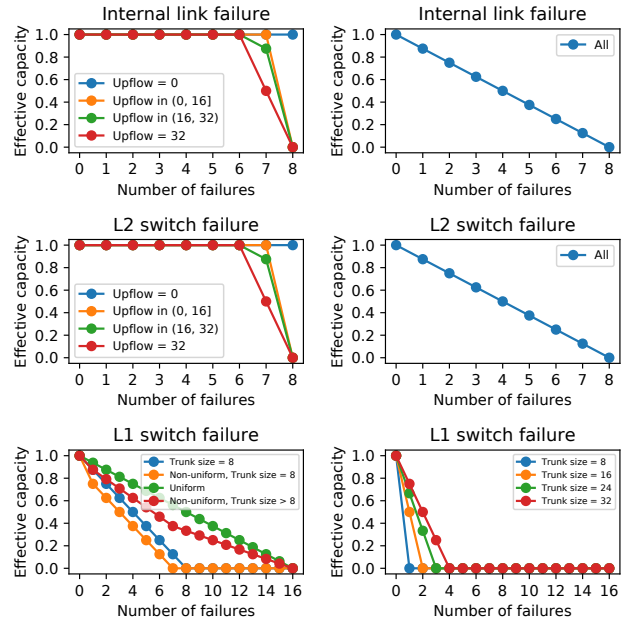 Internal link failure
Effective capacity
1.0
0.8
0.6
0.4
0.2
0.0
Upflow = 0
Upflow in (0, 16]
Upflow in (16, 32)
Upflow = 32
0 1 2 3 4 5 6 7 8
Number of failures
Internal link failure
Effective capacity
1.0
0.8
0.6
0.4
0.2
0.0
All
0 1 2 3 4 5 6 7 8
Number of failures
L2 switch failure
Effective capacity
1.0
0.8
0.6
0.4
0.2
0.0
Upflow = 0
Upflow in (0, 16]
Upflow in (16, 32)
Upflow = 32
0 1 2 3 4 5 6 7 8
Number of failures
L2 switch failure
Effective capacity
1.0
0.8
0.6
0.4
0.2
0.0
All
0 1 2 3 4 5 6 7 8
Number of failures
L1 switch failure
Effective capacity
1.0
0.8
0.6
0.4
0.2
0.0
Trunk size = 8
Non-uniform, Trunk size = 8
Uniform
Non-uniform, Trunk size > 8
0 2 4 6 8 10 12 14 16
Number of failures
L1 switch failure
Effective capacity
1.0
0.8
0.6
0.4
0.2
0.0
Trunk size = 8
Trunk size = 16
Trunk size = 24
Trunk size = 32
0 2 4 6 8 10 12 14 16
Number of failures